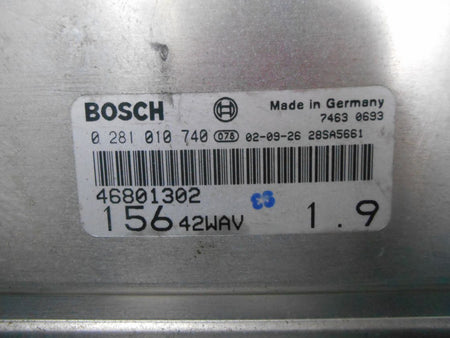 BOSCH Made in Germany
7463 0693
0 281 010 740 078 02-09-26 28SA5661
46801302
156 42WAV 1.9